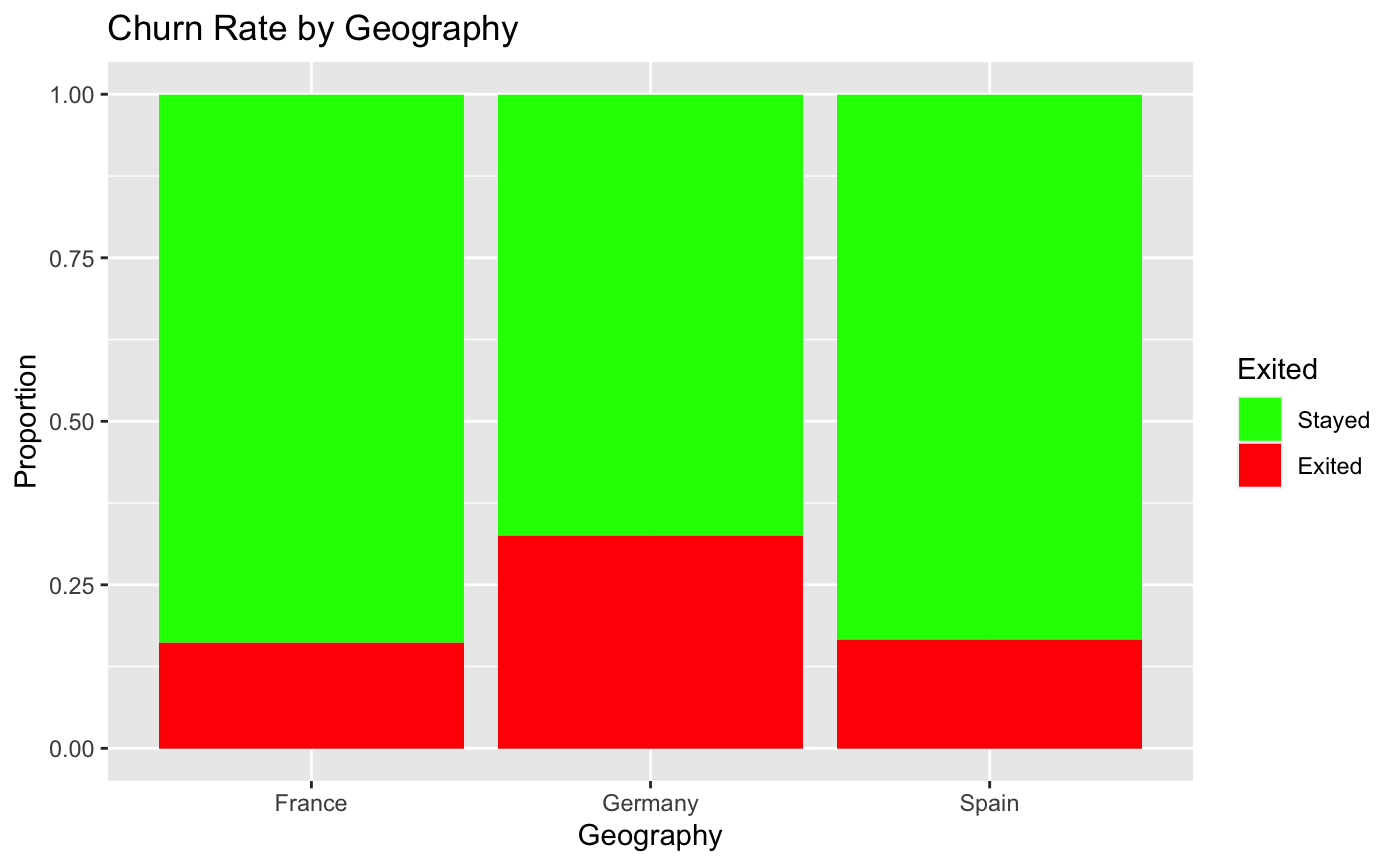 Churn Rate by Geography
1.00
0.75
0.50
0.25
0.00
Proportion
France Germany Spain
Geography
Exited
Stayed
Exited